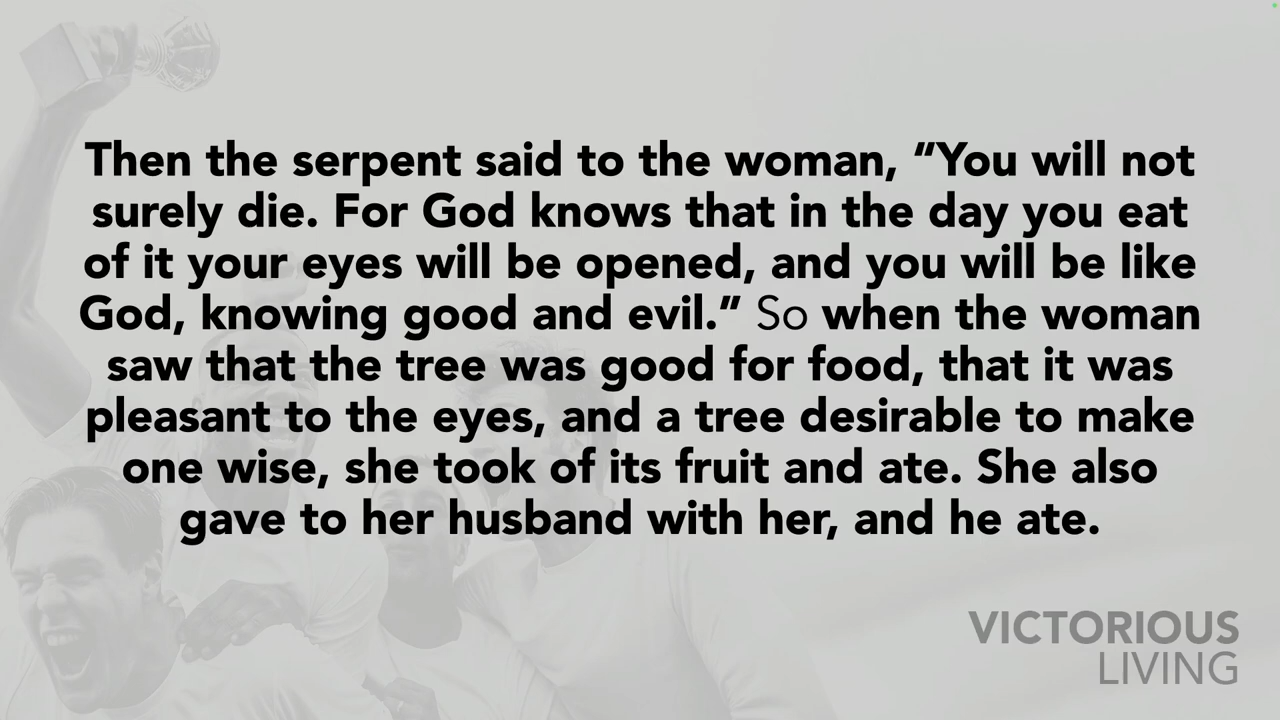 Then the serpent said to the woman, “You will not
surely die. For God knows that in the day you eat
of it your eyes will be opened, and you will be like
God, knowing good and evil.” So when the woman
saw that the tree was good for food, that it was
pleasant to the eyes, and a tree desirable to make
one wise, she took of its fruit and ate. She also
gave to her husband with her, and he ate.
VICTORIOUS
LIVING